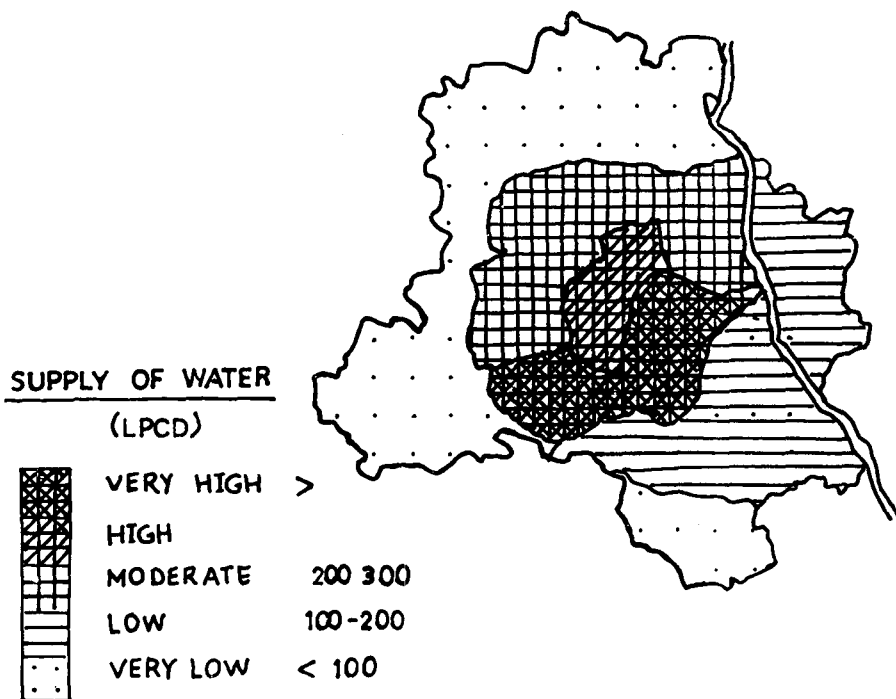 SUPPLY OF WATER
(LPCD)
VERY HIGH >
HIGH
MODERATE 200 300
LOW 100-200
VERY LOW < 100